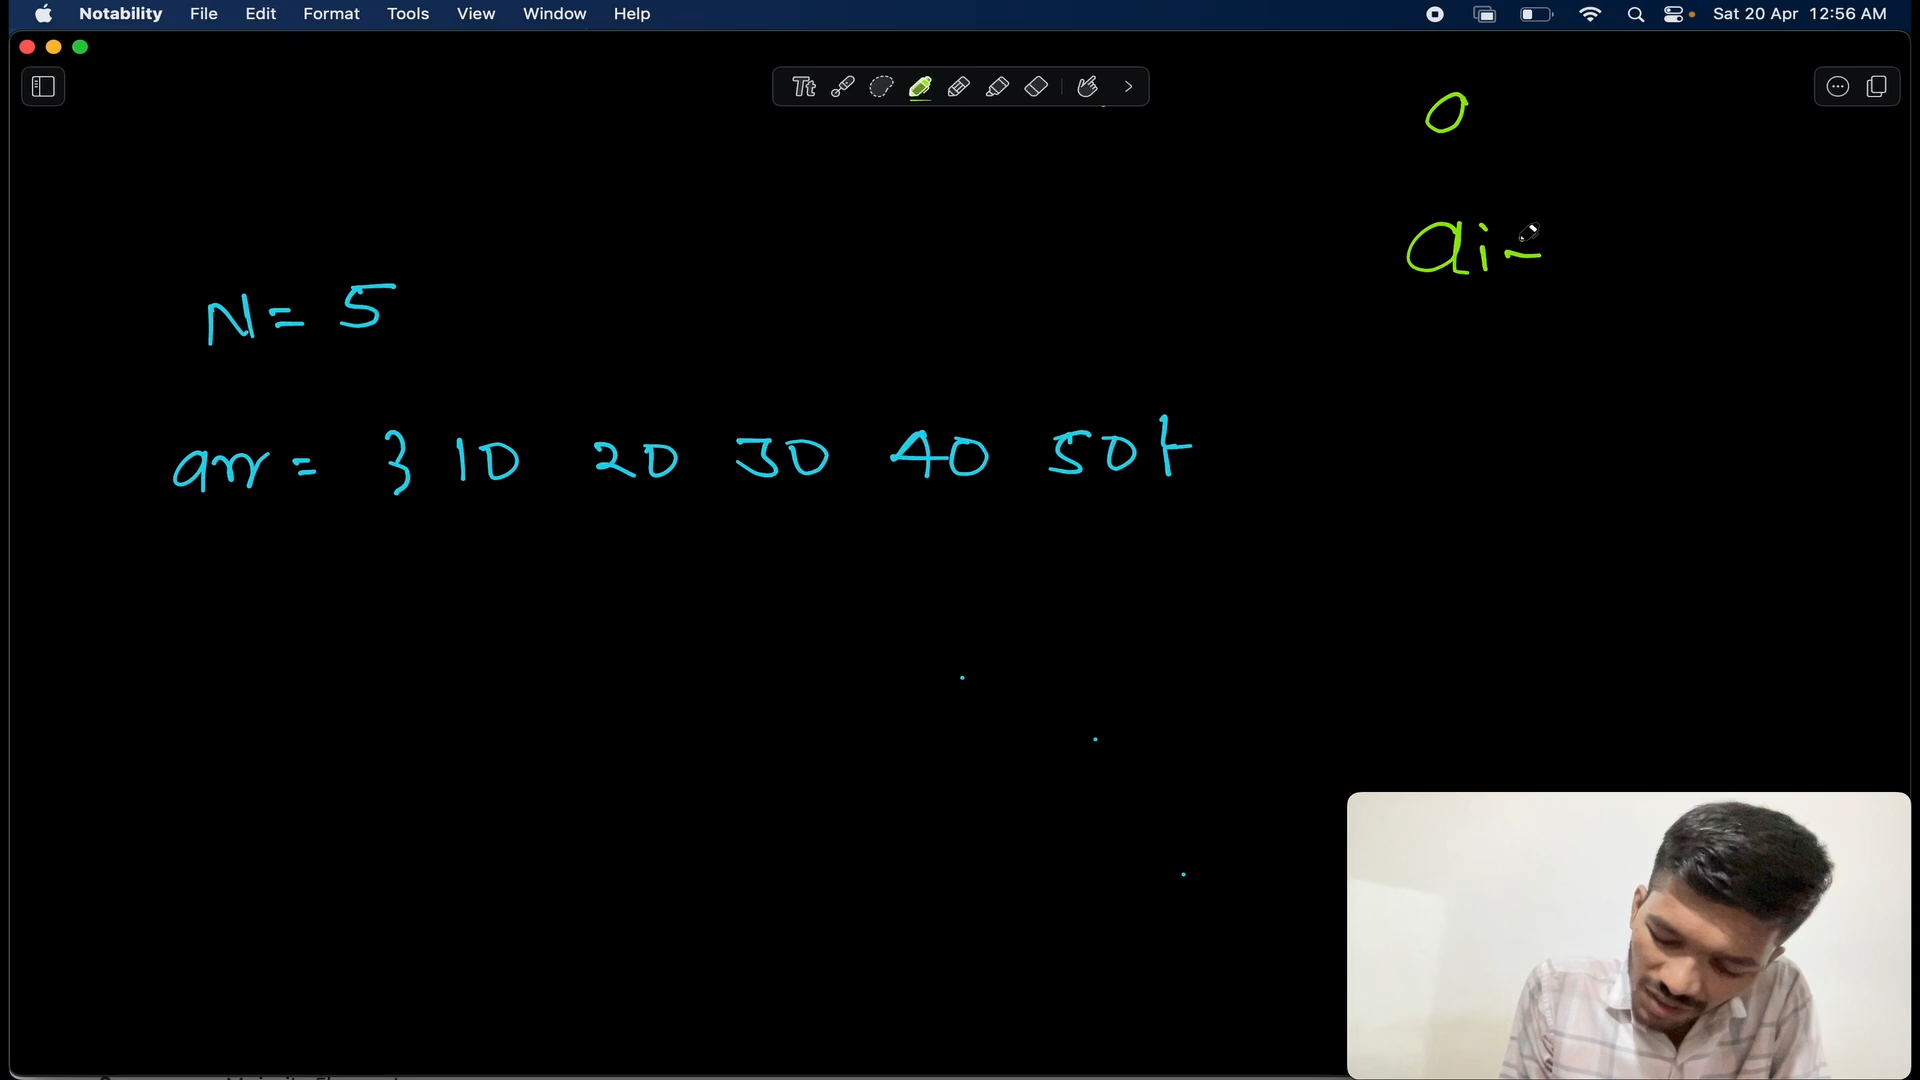 Notability File Edit Format Tools View Window Help Sat 20 Apr 12:56 AM
Tt
0
ai-
N = 5
arr = } 10 20 30 40 50 }